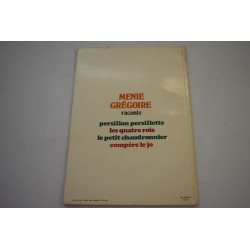 MENIE
GRÉGOIRE
raconte
persillon persillette
les quatre rois
le petit chaudronnier
compère le jo